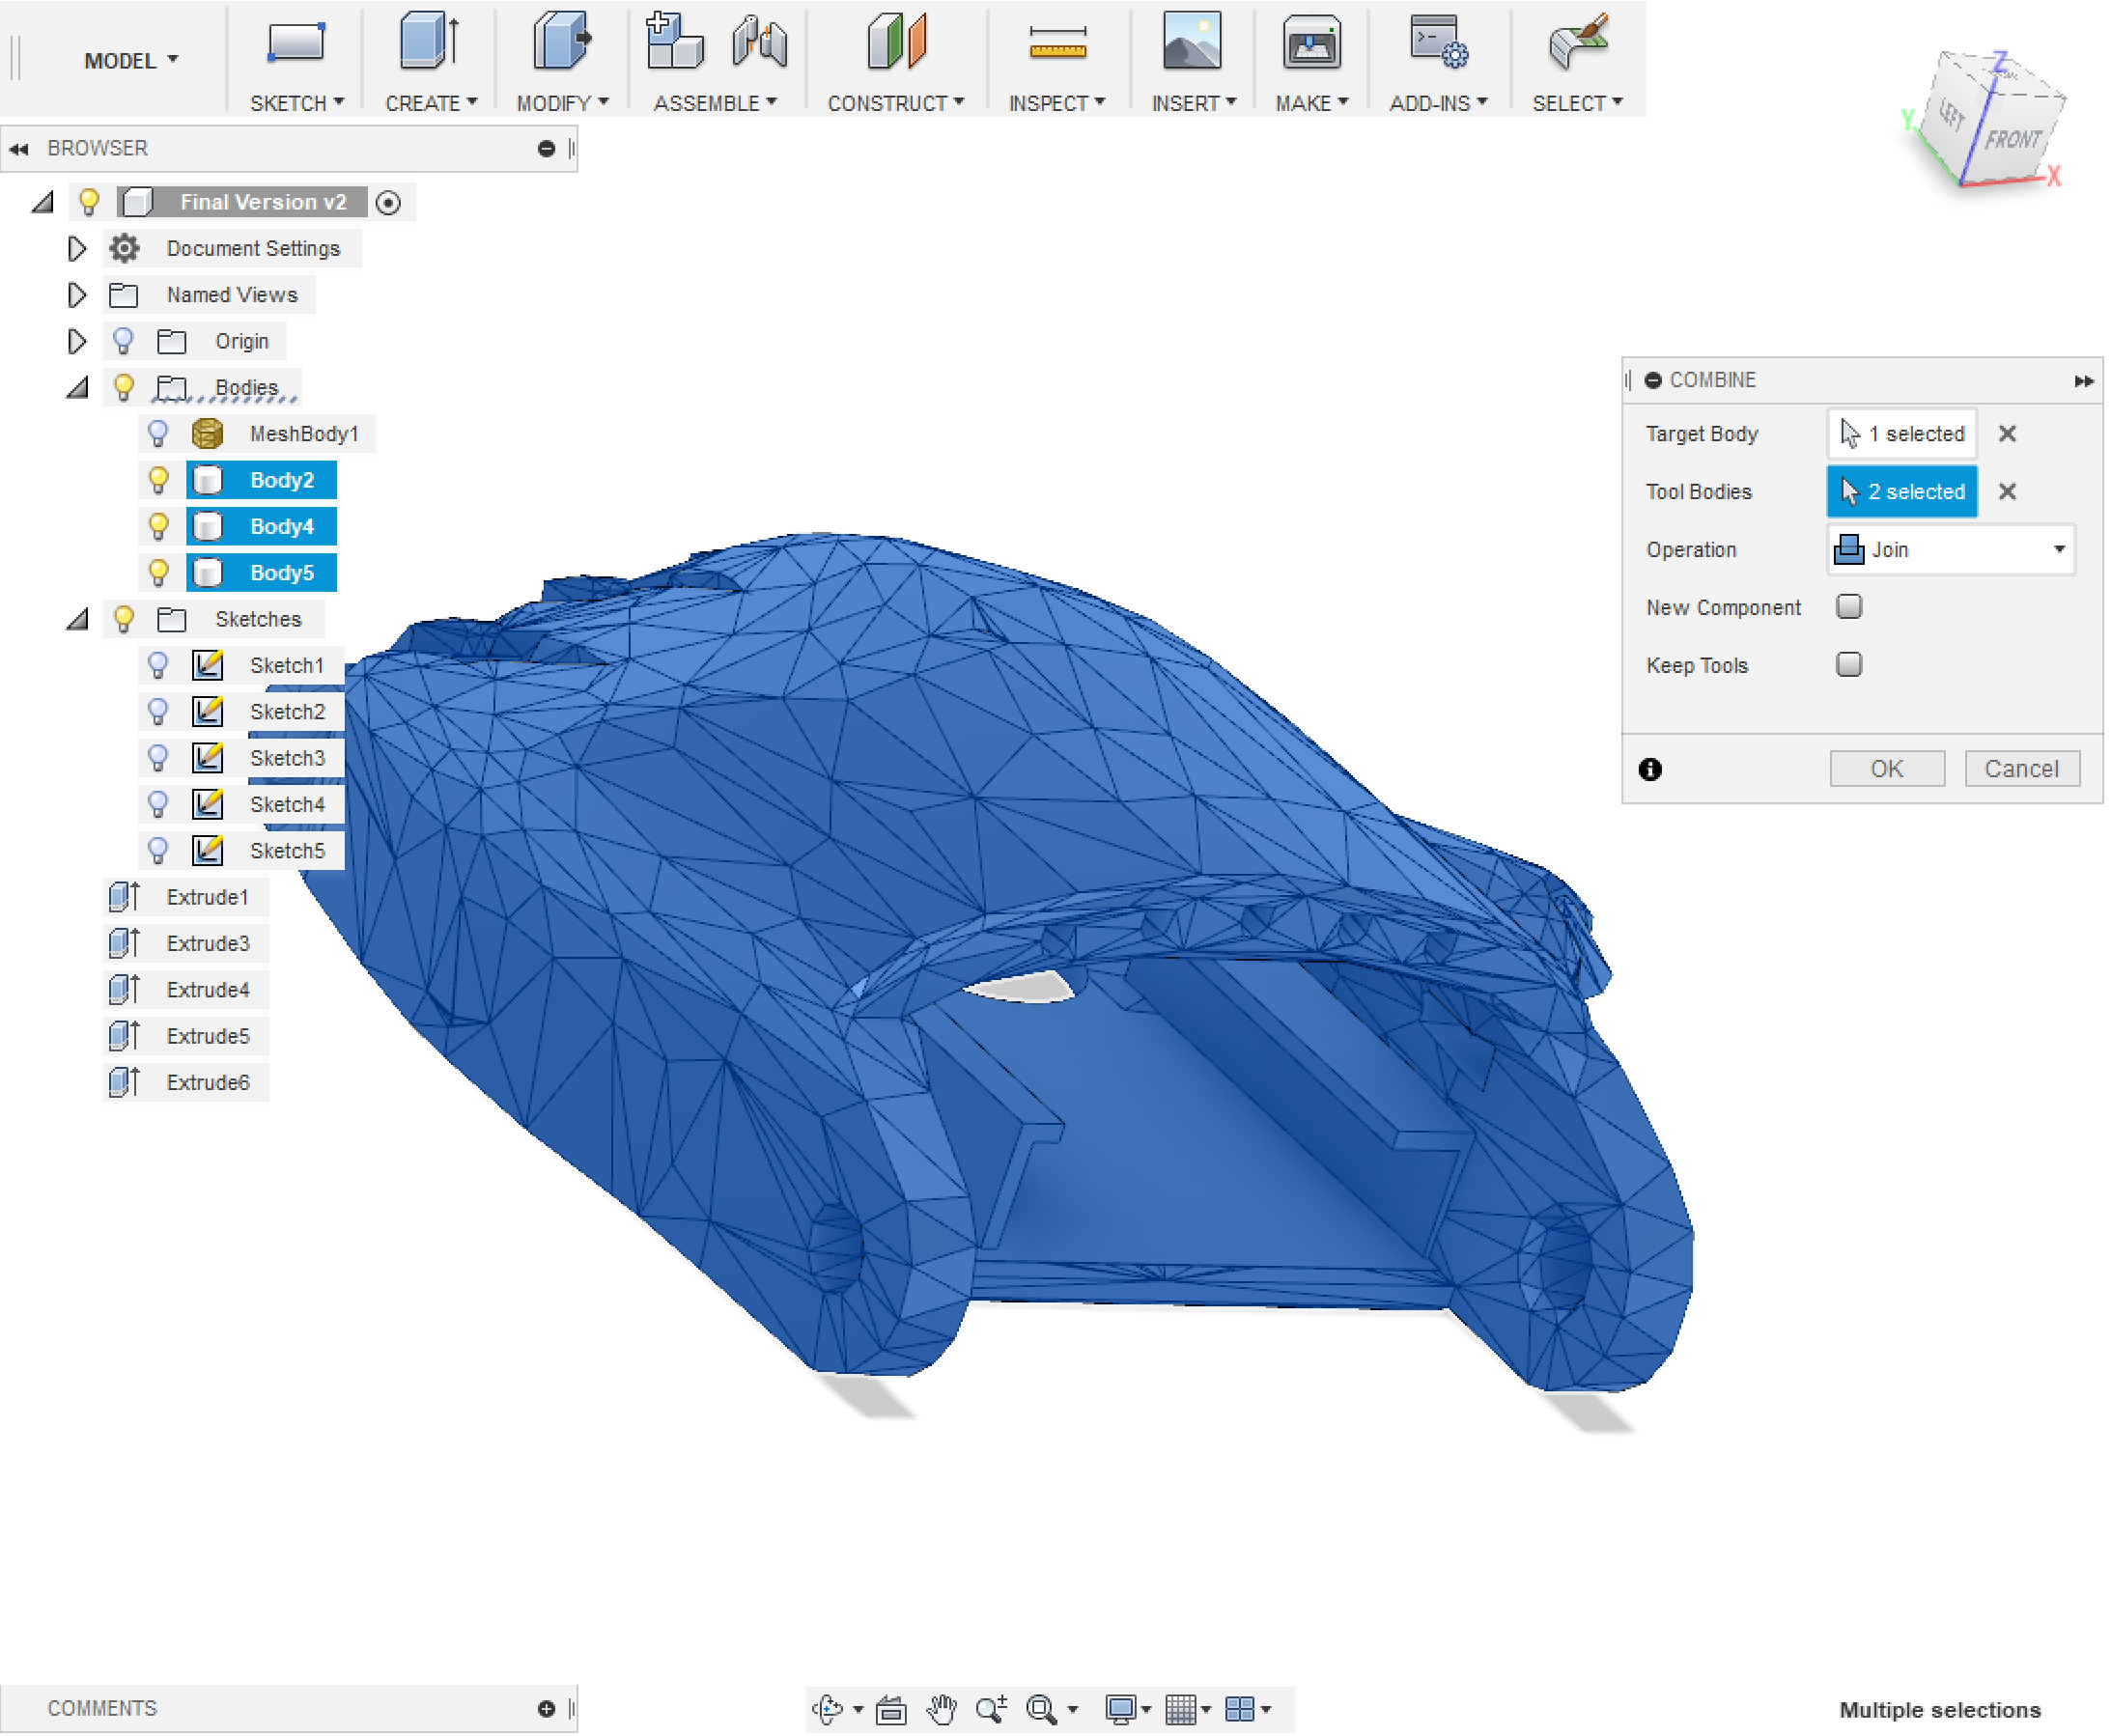 MODEL
SKETCH
CREATE
MODIFY
ASSEMBLE
CONSTRUCT
INSPECT
INSERT
MAKE
ADD-INS
SELECT
Z
Y
LEFT
FRONT
X
BROWSER
Final Version v2
Document Settings
Named Views
Origin
Bodies
MeshBody1
Body2
Body4
Body5
Sketches
Sketch1
Sketch2
Sketch3
Sketch4
Sketch5
Extrude1
Extrude3
Extrude4
Extrude5
Extrude6
COMBINE
Target Body 1 selected
Tool Bodies 2 selected
Operation Join
New Component
Keep Tools
OK Cancel
COMMENTS
Multiple selections